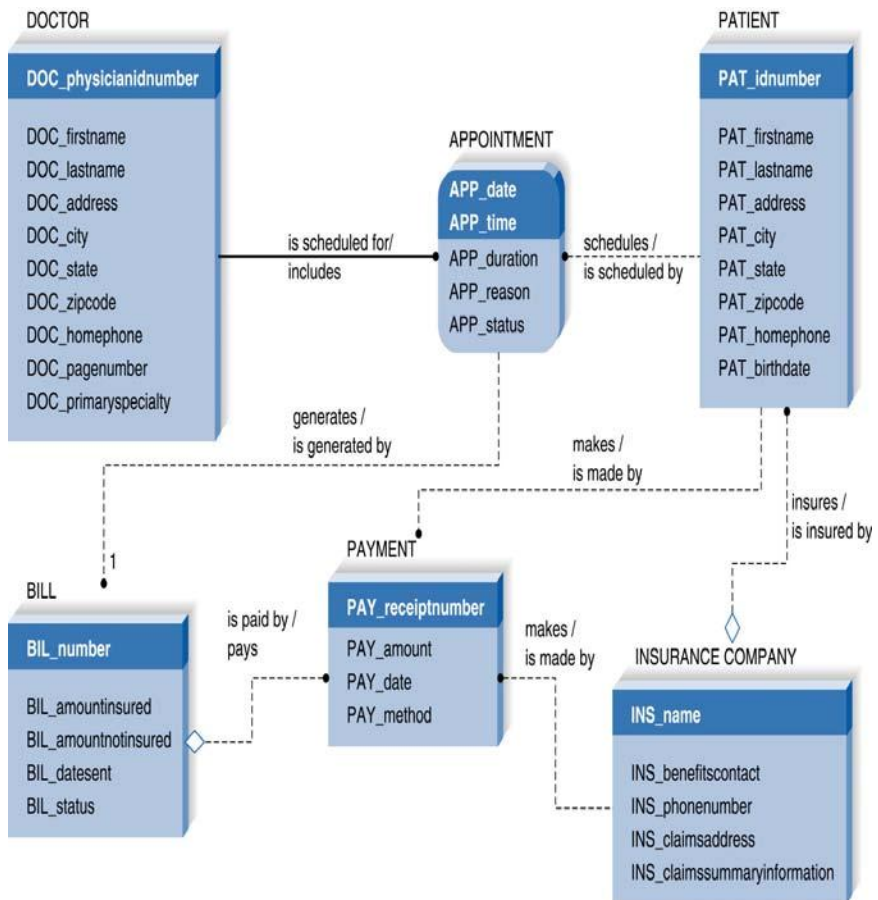 DOCTOR
DOC_physicianidnumber
DOC_firstname
DOC_lastname
DOC_address
DOC_city
DOC_state
DOC_zipcode
DOC_homephone
DOC_pagenumber
DOC_primaryspecialty
is scheduled for/
includes
APPOINTMENT
APP_date
APP_time
APP_duration
APP_reason
APP_status
schedules /
is scheduled by
PATIENT
PAT_idnumber
PAT_firstname
PAT_lastname
PAT_address
PAT_city
PAT_state
PAT_zipcode
PAT_homephone
PAT_birthdate
generates /
is generated by
makes /
is made by
insures /
is insured by
1
BILL
BIL_number
BIL_amountinsured
BIL_amountnotinsured
BIL_datesent
BIL_status
is paid by /
pays
PAYMENT
PAY_receiptnumber
PAY_amount
PAY_date
PAY_method
makes /
is made by
INSURANCE COMPANY
INS_name
INS_benefitscontact
INS_phonenumber
INS_claimsaddress
INS_claimssummaryinformation